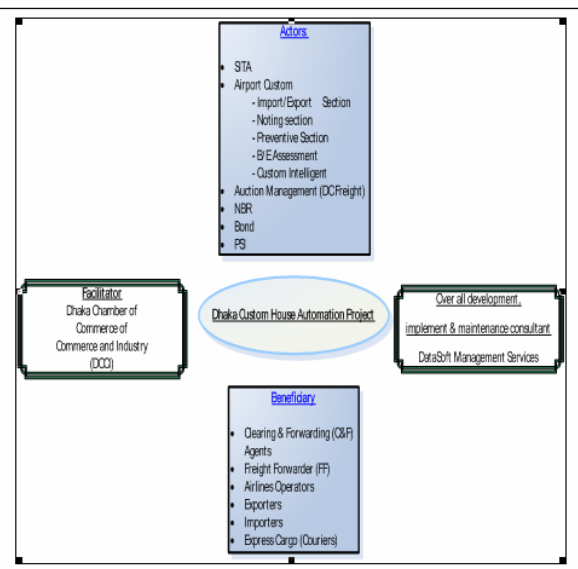 Actors:
• SITA
• Airport Custom
- Import/Export Section
- Noting section
- Preventive Section
- B/E Assessment
- Custom Intelligent
• Auction Management (DC Freight)
• NBR
• Bond
• PSI
Facilitator
Dhaka Chamber of
Commerce of
Commerce and Industry
(DCCI)
Dhaka Custom House Automation Project
Over all development,
implement & maintenance consultant
DataSoft Management Services
Beneficiary
• Clearing & Forwarding (C&F)
Agents
• Freight Forwarder (FF)
• Airlines Operators
• Exporters
• Importers
• Express Cargo (Couriers)